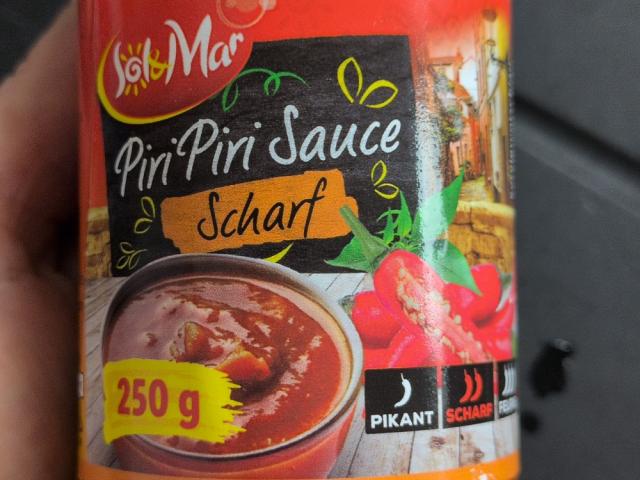 Sol&Mar
Piri Piri Sauce
Scharf
250 g
PIKANT
SCHARF